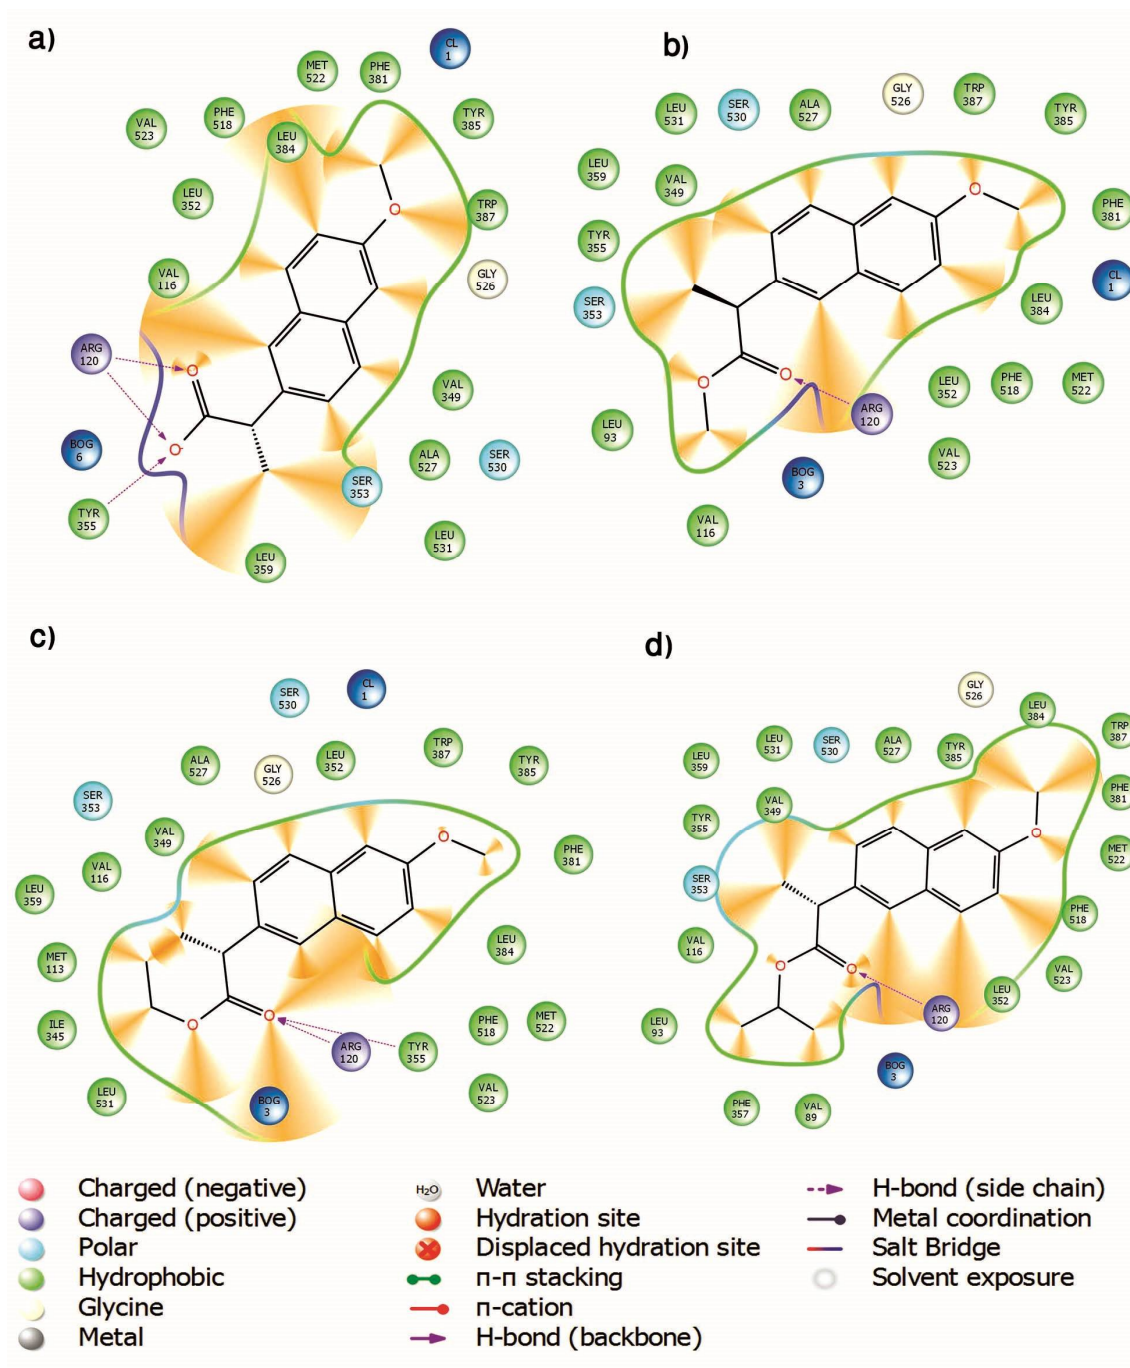 a)
CL
1
MET
522
PHE
381
PHE
518
TYR
385
VAL
523
LEU
384
LEU
352
TRP
387
O
GLY
526
VAL
116
ARG
120
O
VAL
349
BOG
6
O-
ALA
527
SER
530
SER
353
TYR
355
LEU
531
LEU
359
b)
GLY
526
TRP
387
LEU
531
SER
530
ALA
527
TYR
385
LEU
359
VAL
349
O
PHE
381
TYR
355
CL
1
SER
353
LEU
384
O
O
LEU
352
PHE
518
MET
522
ARG
120
LEU
93
VAL
523
BOG
3
VAL
116
c)
SER
530
CL
1
TRP
387
ALA
527
GLY
526
LEU
352
TYR
385
SER
353
VAL
349
O
PHE
381
VAL
116
LEU
359
LEU
384
MET
113
O
O
ILE
345
PHE
518
MET
522
ARG
120
TYR
355
LEU
531
BOG
3
VAL
523
d)
GLY
526
LEU
384
TRP
387
LEU
359
LEU
531
SER
530
ALA
527
TYR
385
PHE
381
VAL
349
TYR
355
O
MET
522
SER
353
PHE
518
VAL
116
O
O
VAL
523
LEU
352
ARG
120
LEU
93
BOG
3
PHE
357
VAL
89
Charged (negative)
Charged (positive)
Polar
Hydrophobic
Glycine
Metal
H₂O Water
Hydration site
Displaced hydration site
π-π stacking
π-cation
H-bond (backbone)
H-bond (side chain)
Metal coordination
Salt Bridge
Solvent exposure